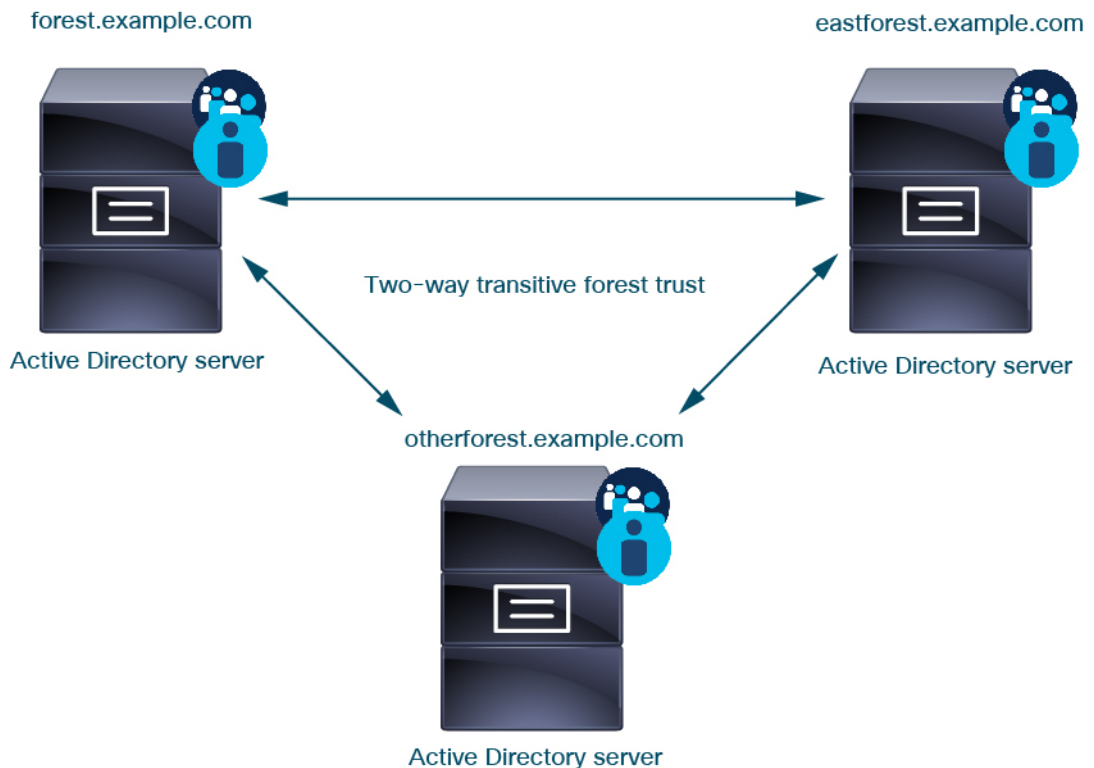 forest.example.com
eastforest.example.com
Two-way transitive forest trust
Active Directory server
Active Directory server
otherforest.example.com
Active Directory server